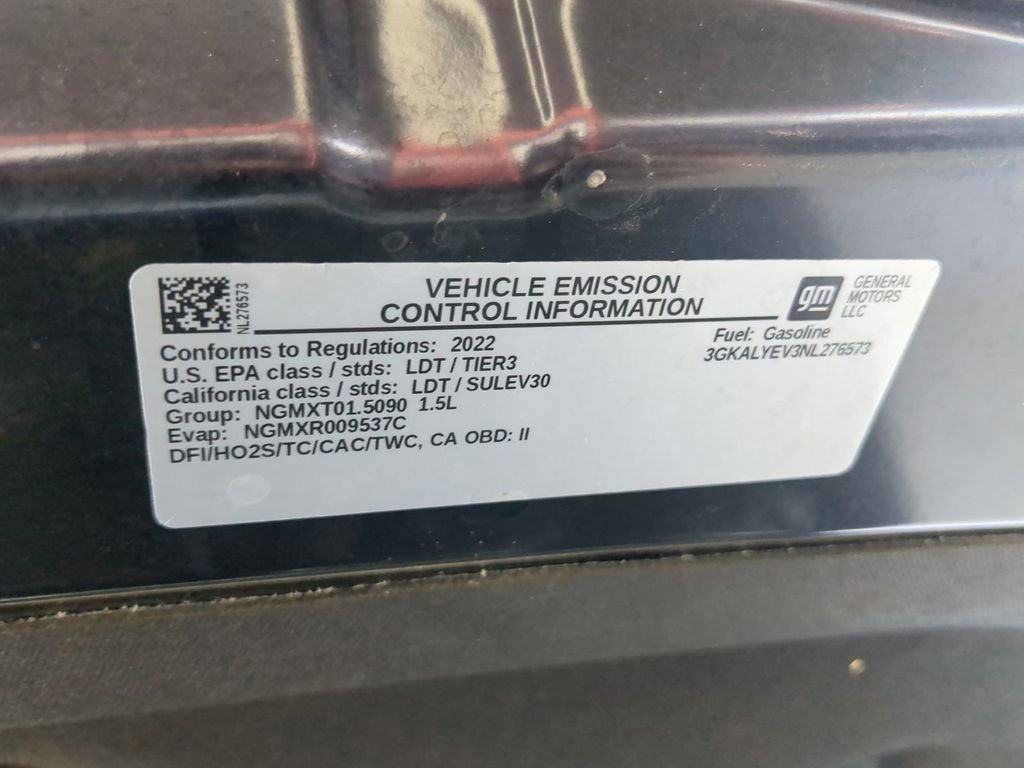 NL276573
VEHICLE EMISSION
CONTROL INFORMATION
gm
GENERAL
MOTORS
LLC
Fuel: Gasoline
3GKALYEV3NL276573
Conforms to Regulations: 2022
U.S. EPA class / stds: LDT / TIER3
California class / stds: LDT / SULEV30
Group: NGMXT01.5090 1.5L
Evap: NGMXR009537C
DFI/HO2S/TC/CAC/TWC, CA OBD: II